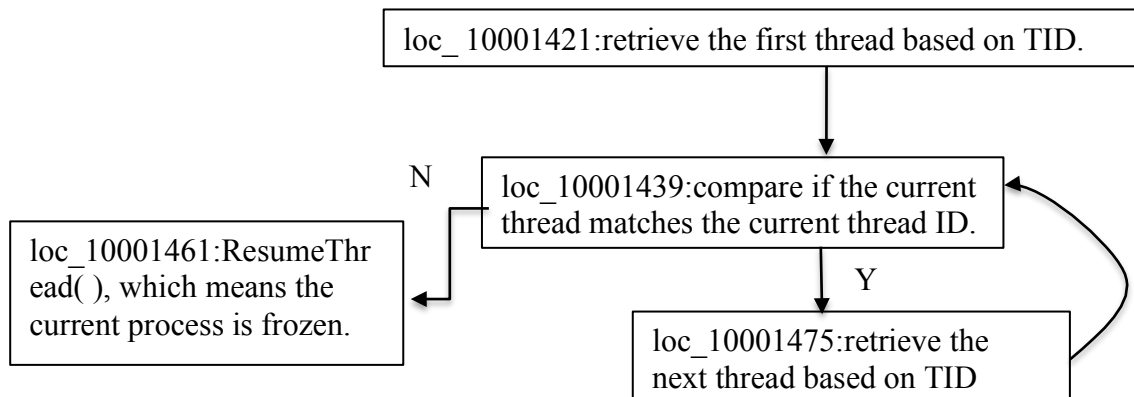 loc_ 10001421:retrieve the first thread based on TID.
N
loc_10001439:compare if the current
thread matches the current thread ID.
loc_10001461:ResumeThr
ead( ), which means the
current process is frozen.
Y
loc_10001475:retrieve the
next thread based on TID